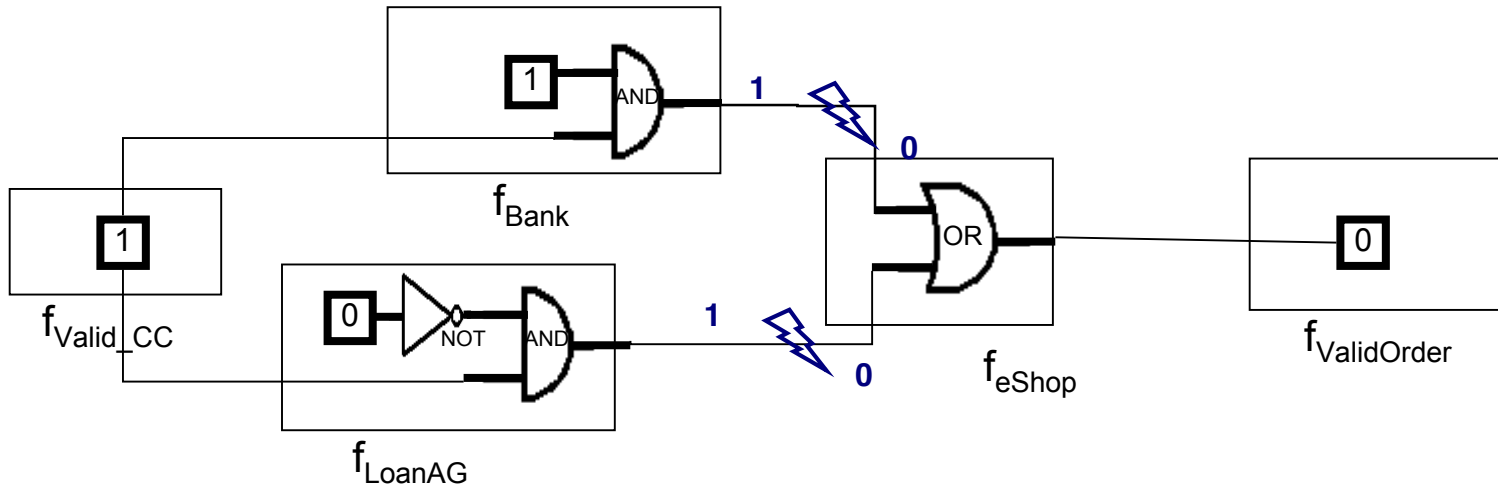 1
AND
f_Bank
1
0
1
f_Valid_CC
0
NOT
AND
f_LoanAG
1
0
OR
f_eShop
0
f_ValidOrder